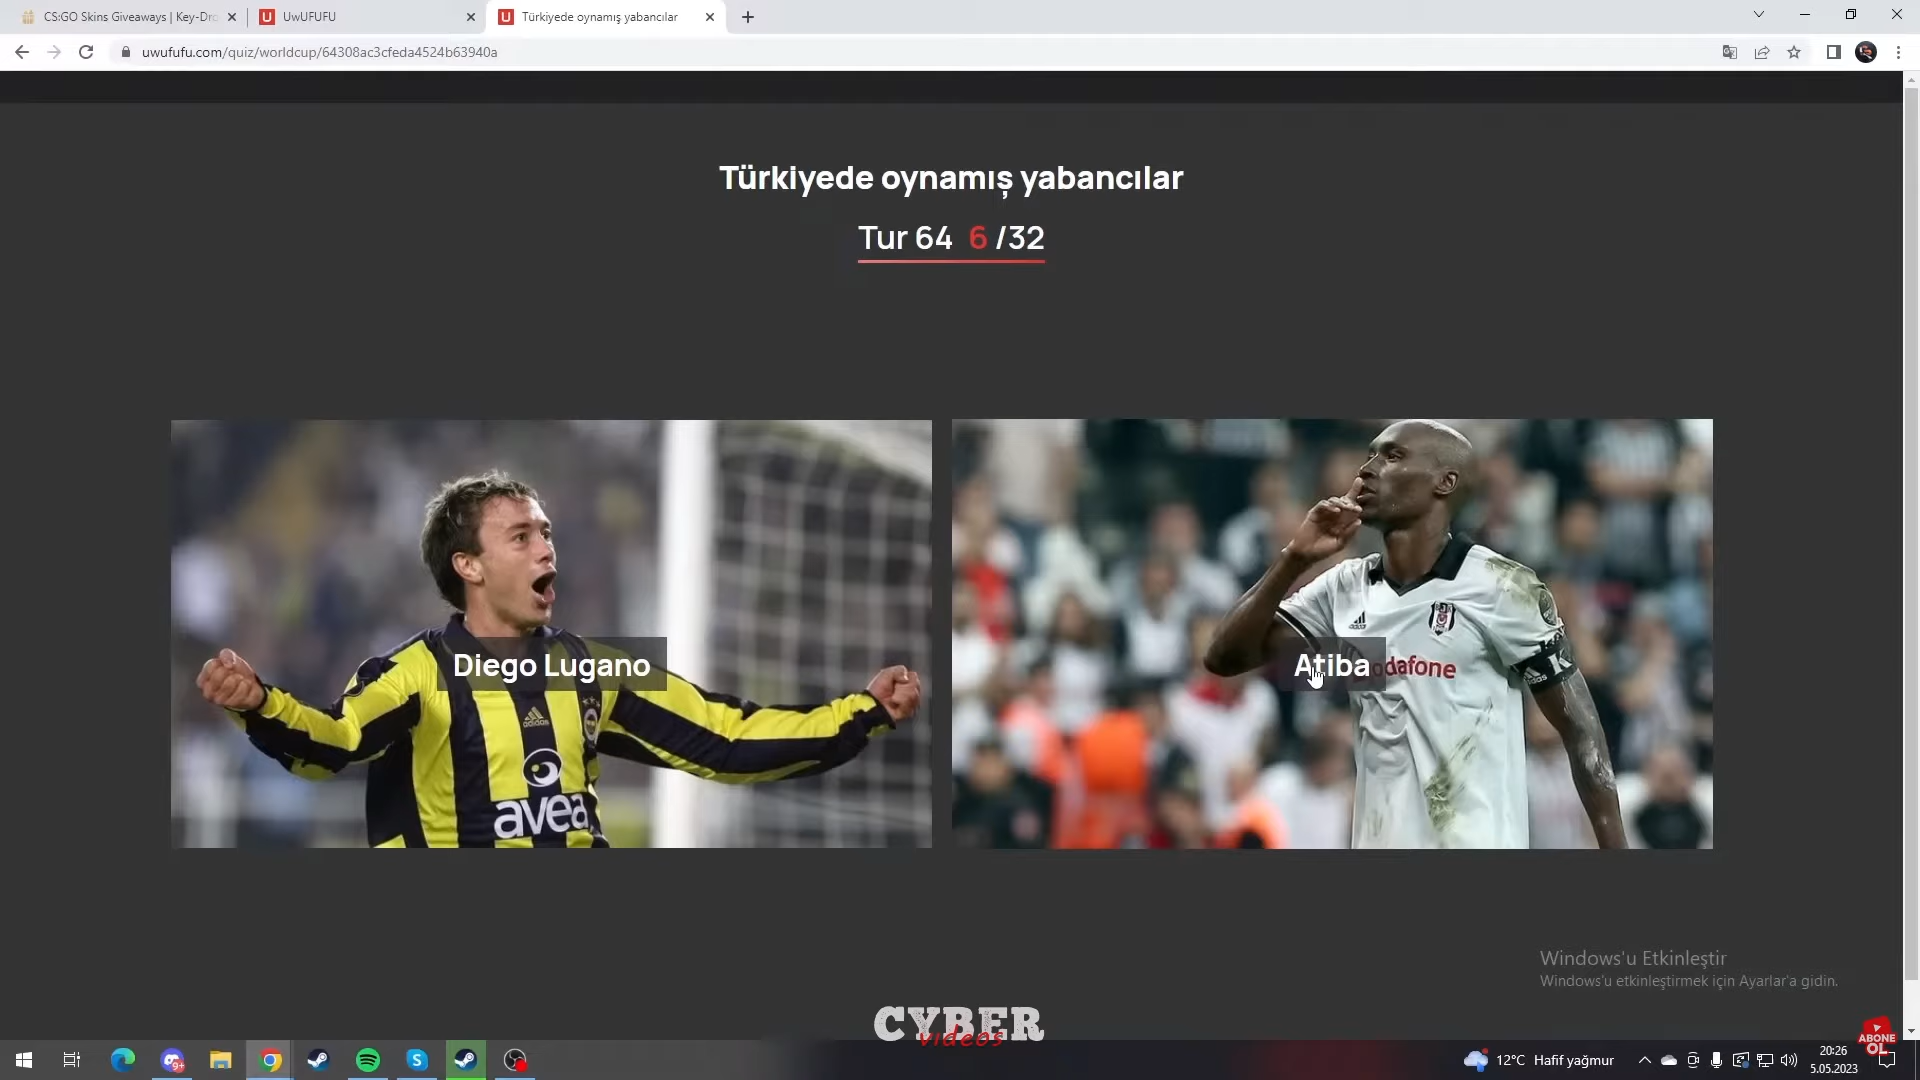 CS:GO Skins Giveaways | Key-Dro
UwUFUFU
Türkiyede oynamış yabancılar
uwufufu.com/quiz/worldcup/64308ac3cfeda4524b63940a
Türkiyede oynamış yabancılar
Tur 64 6 /32
Diego Lugano
avea
Atiba
vodafone
adidas
Windows'u Etkinleştir
Windows'u etkinleştirmek için Ayarlar'a gidin.
CYBER
videos
ABONE
OL
9+
12°C Hafif yağmur
20:26
5.05.2023